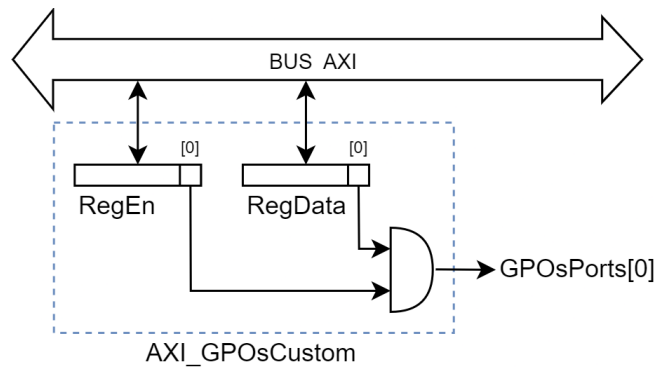 BUS AXI
[0]
[0]
RegEn
RegData
GPOsPorts[0]
AXI_GPOsCustom